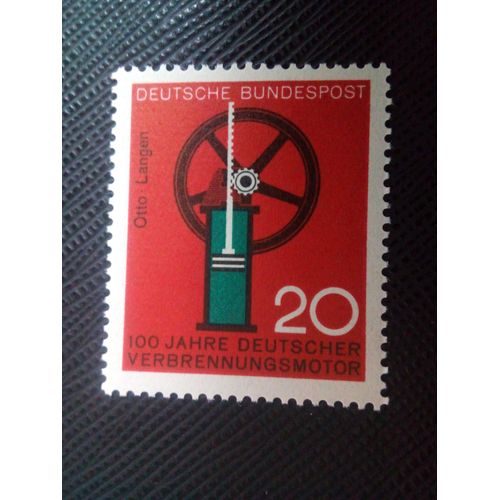 DEUTSCHE BUNDESPOST
Otto · Langen
20
100 JAHRE DEUTSCHER
VERBRENNUNGSMOTOR